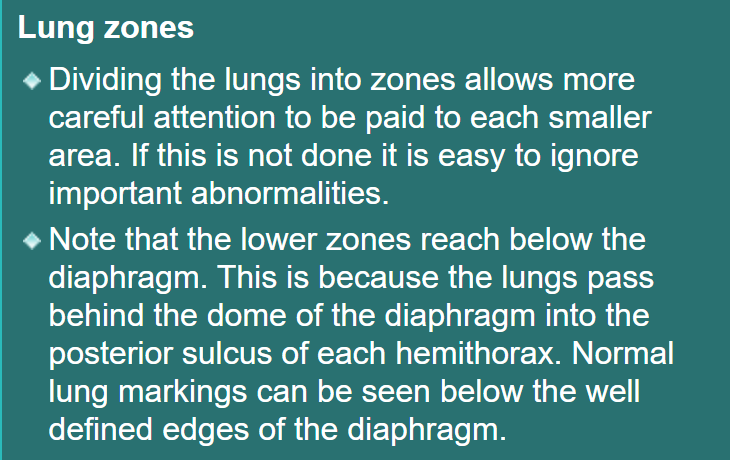 Lung zones
Dividing the lungs into zones allows more
careful attention to be paid to each smaller
area. If this is not done it is easy to ignore
important abnormalities.
Note that the lower zones reach below the
diaphragm. This is because the lungs pass
behind the dome of the diaphragm into the
posterior sulcus of each hemithorax. Normal
lung markings can be seen below the well
defined edges of the diaphragm.